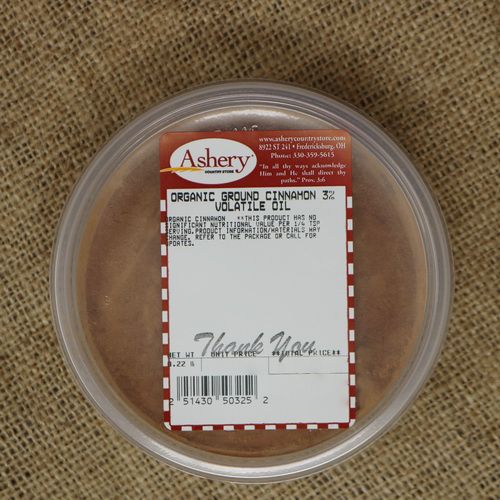 Ashery
COUNTRY STORE
www.asherycountrystore.com
8922 ST 241 • Fredericksburg, OH
PHONE: 330-359-5615
"In all thy ways acknowledge
Him and He shall direct thy
paths." Prov. 3:6
ORGANIC GROUND CINNAMON 3%
VOLATILE OIL
ORGANIC CINNAMON **THIS PRODUCT HAS NO
SIGNIFICANT NUTRITIONAL VALUE PER 1/4 TSP
SERVING.PRODUCT INFORMATION/MATERIALS MAY
CHANGE. REFER TO THE PACKAGE OR CALL FOR
UPDATES.
Thank You
NET WT UNIT PRICE **TOTAL PRICE**
0.22 lb
2 51430 50325 2